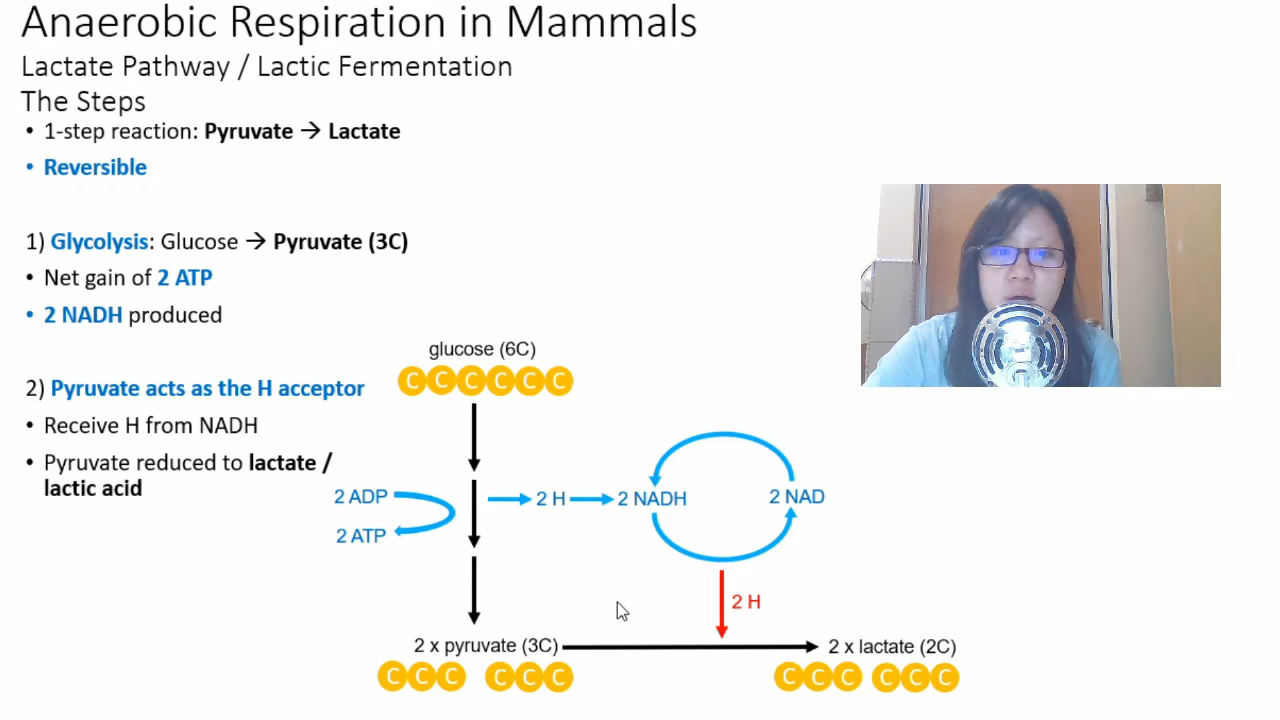 Anaerobic Respiration in Mammals
Lactate Pathway / Lactic Fermentation
The Steps
• 1-step reaction: Pyruvate → Lactate
• Reversible
1) Glycolysis: Glucose → Pyruvate (3C)
• Net gain of 2 ATP
• 2 NADH produced
2) Pyruvate acts as the H acceptor
• Receive H from NADH
• Pyruvate reduced to lactate /
lactic acid
glucose (6C)
C C C C C C
2 ADP
2 ATP
2 H
2 NADH
2 NAD
2 H
2 x pyruvate (3C)
2 x lactate (2C)
C C C C C C
C C C C C C